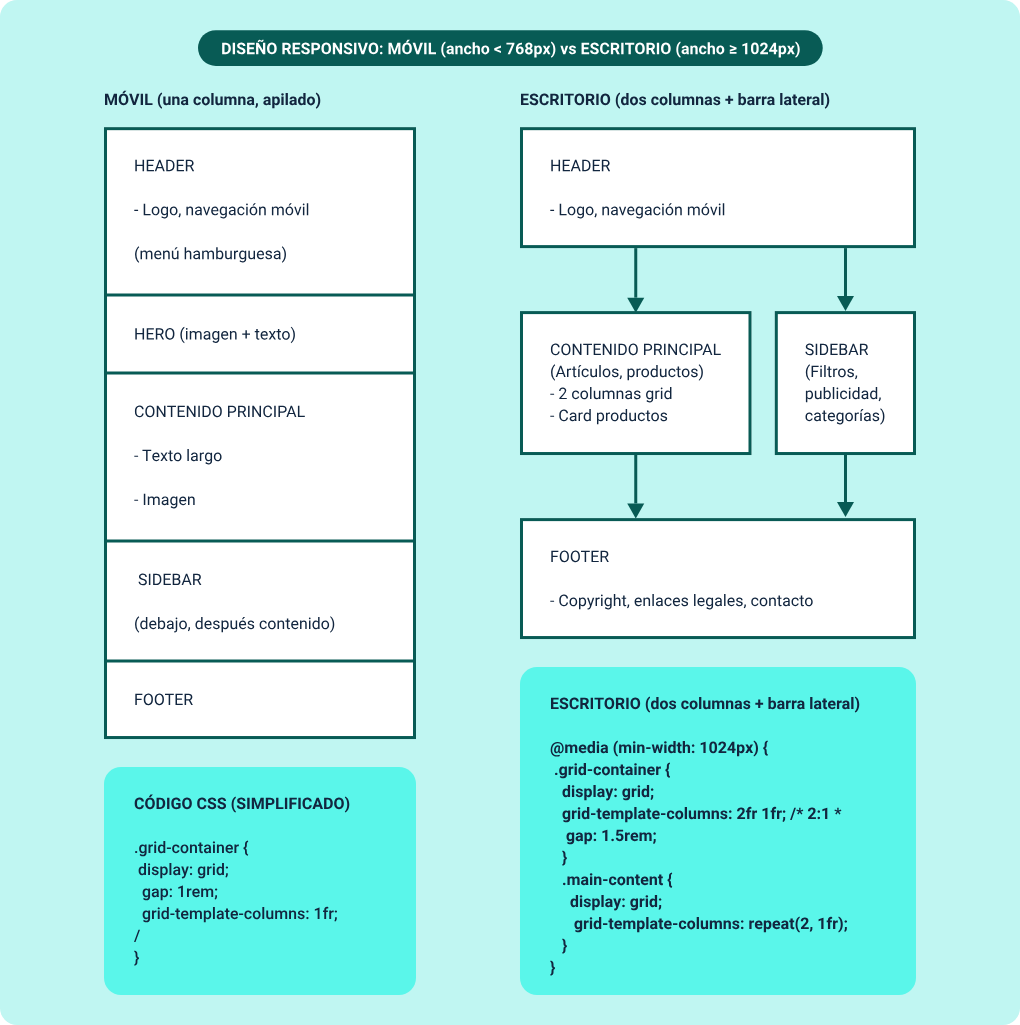 DISEÑO RESPONSIVO: MÓVIL (ancho < 768px) vs ESCRITORIO (ancho ≥ 1024px)
MÓVIL (una columna, apilado)
HEADER
- Logo, navegación móvil
(menú hamburguesa)
HERO (imagen + texto)
CONTENIDO PRINCIPAL
- Texto largo
- Imagen
SIDEBAR
(debajo, después contenido)
FOOTER
CÓDIGO CSS (SIMPLIFICADO)
.grid-container {
display: grid;
gap: 1rem;
grid-template-columns: 1fr;
/
}
ESCRITORIO (dos columnas + barra lateral)
HEADER
- Logo, navegación móvil
CONTENIDO PRINCIPAL
(Artículos, productos)
- 2 columnas grid
- Card productos
SIDEBAR
(Filtros,
publicidad,
categorías)
FOOTER
- Copyright, enlaces legales, contacto
ESCRITORIO (dos columnas + barra lateral)
@media (min-width: 1024px) {
.grid-container {
display: grid;
grid-template-columns: 2fr 1fr; /* 2:1 *
gap: 1.5rem;
}
.main-content {
display: grid;
grid-template-columns: repeat(2, 1fr);
}
}